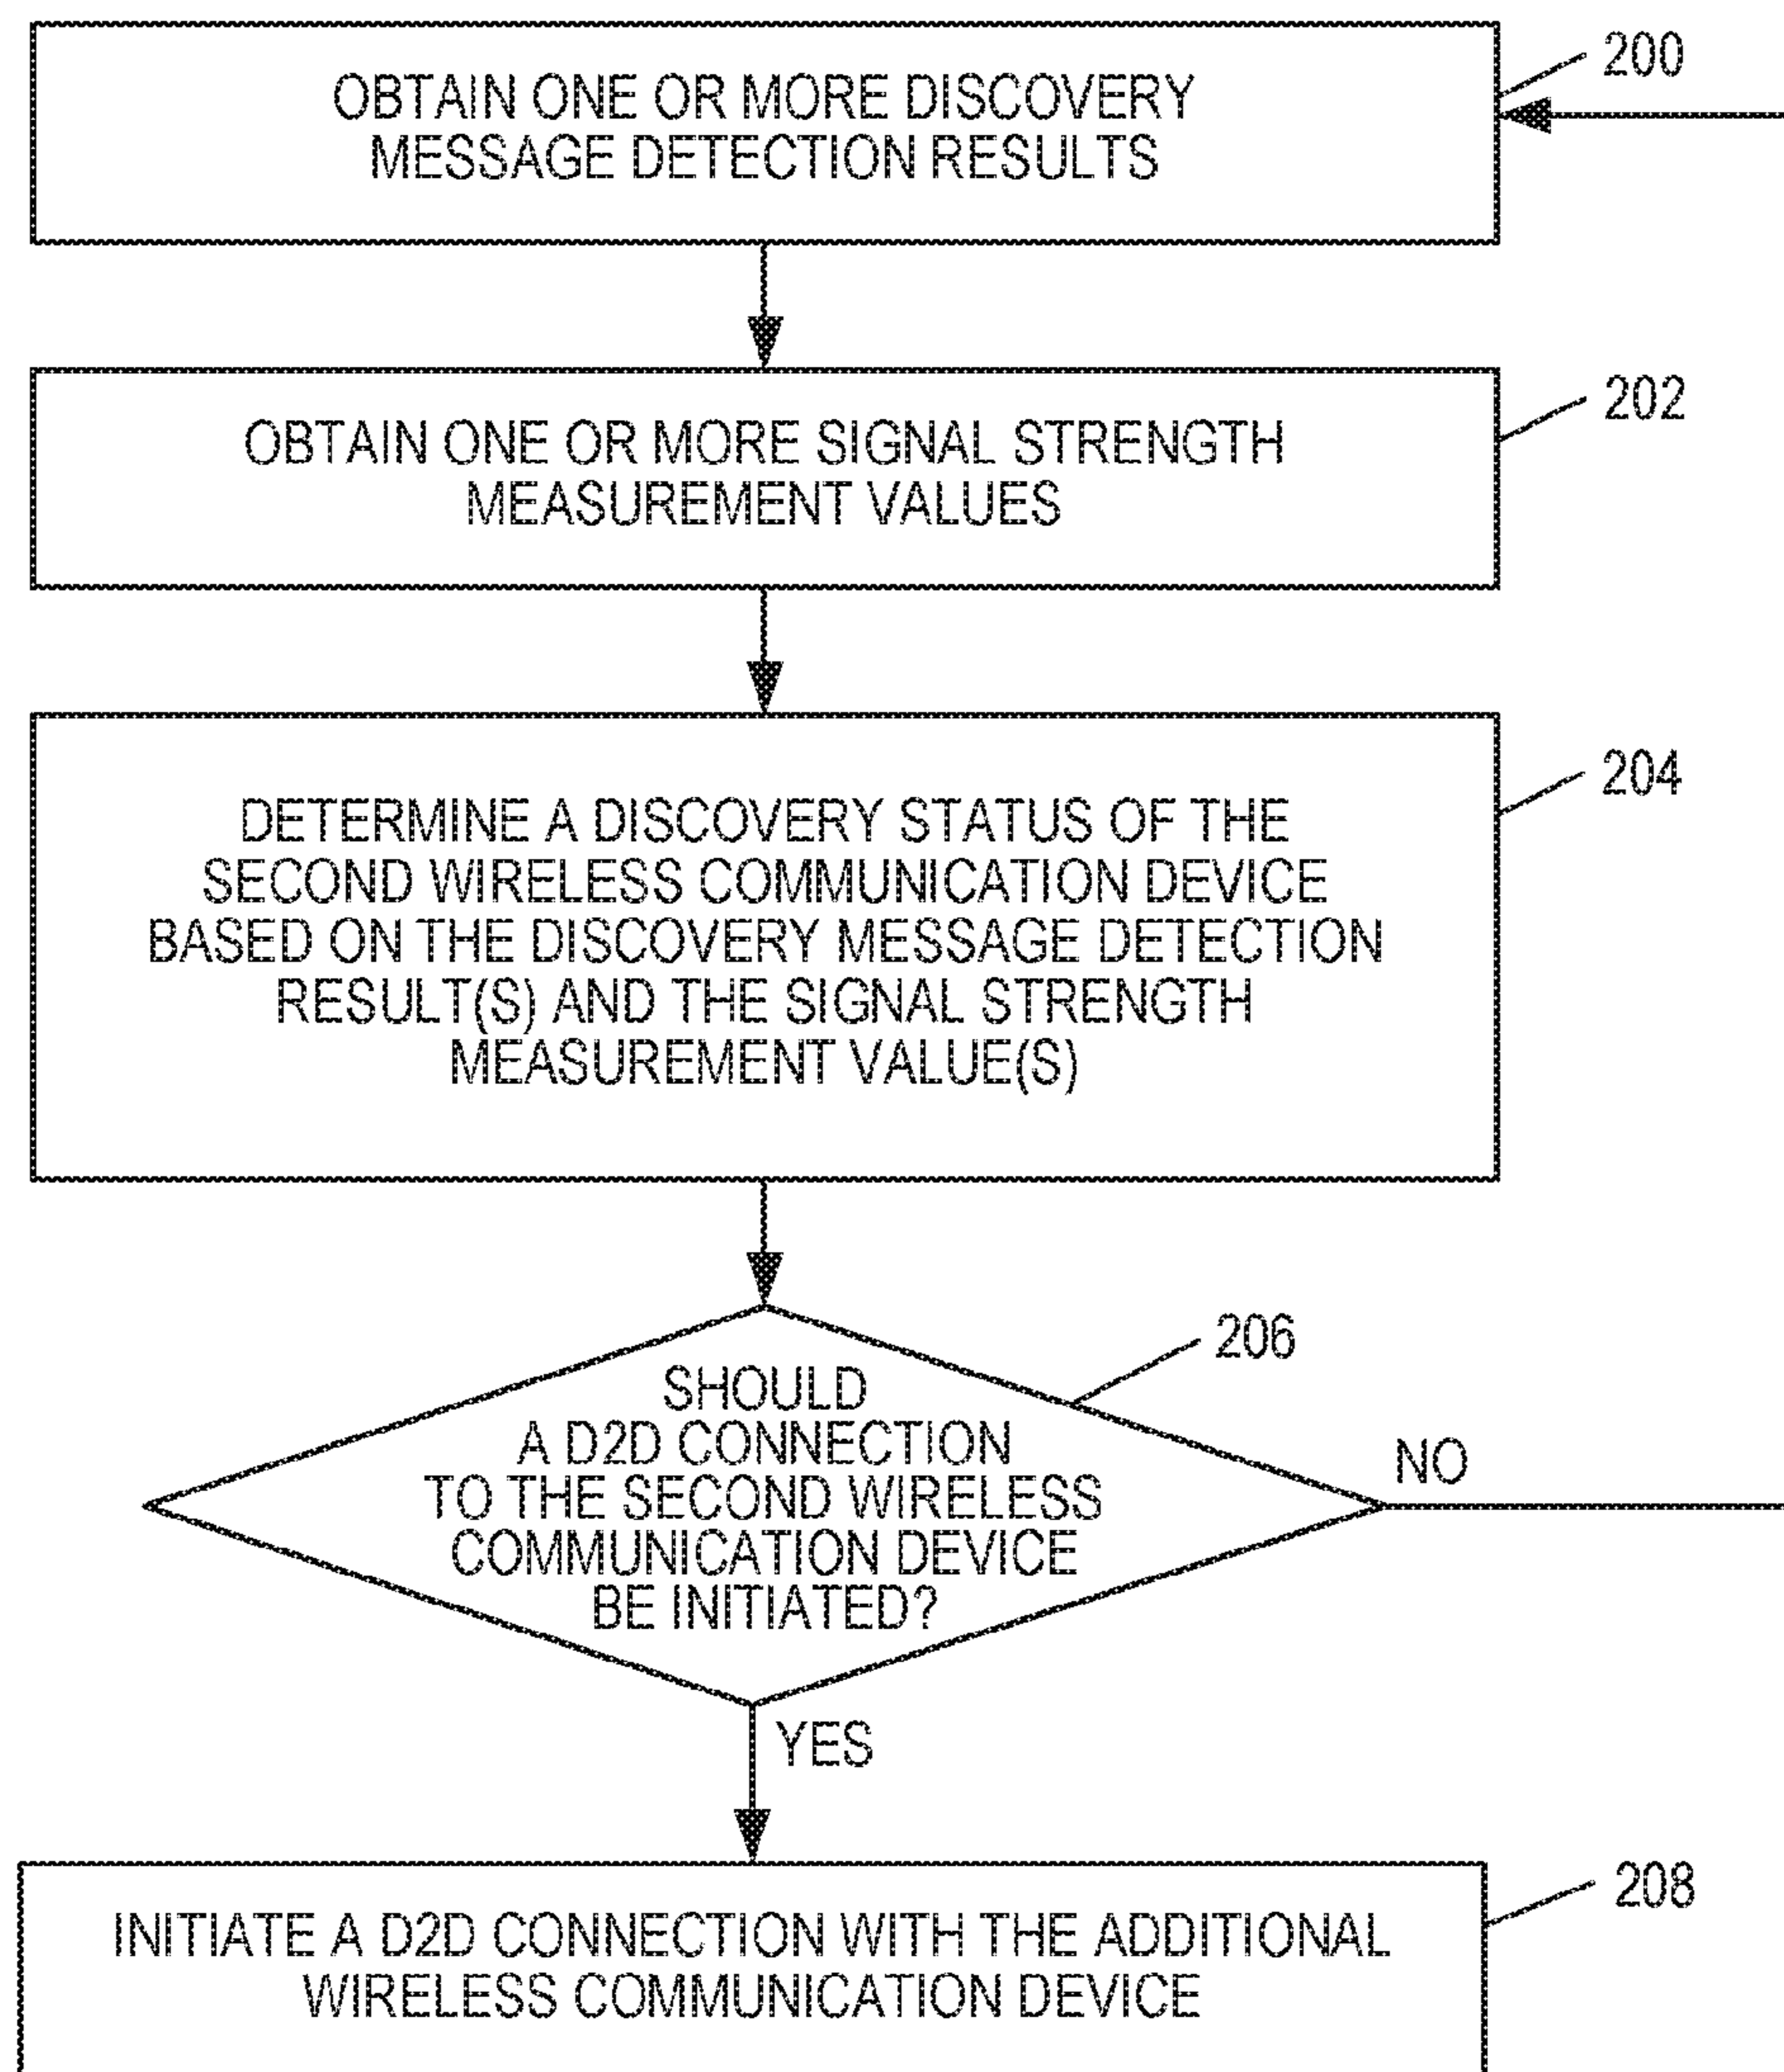 OBTAIN ONE OR MORE DISCOVERY
MESSAGE DETECTION RESULTS
200
OBTAIN ONE OR MORE SIGNAL STRENGTH
MEASUREMENT VALUES
202
DETERMINE A DISCOVERY STATUS OF THE
SECOND WIRELESS COMMUNICATION DEVICE
BASED ON THE DISCOVERY MESSAGE DETECTION
RESULT(S) AND THE SIGNAL STRENGTH
MEASUREMENT VALUE(S)
204
SHOULD
A D2D CONNECTION
TO THE SECOND WIRELESS
COMMUNICATION DEVICE
BE INITIATED?
206
NO
YES
INITIATE A D2D CONNECTION WITH THE ADDITIONAL
WIRELESS COMMUNICATION DEVICE
208